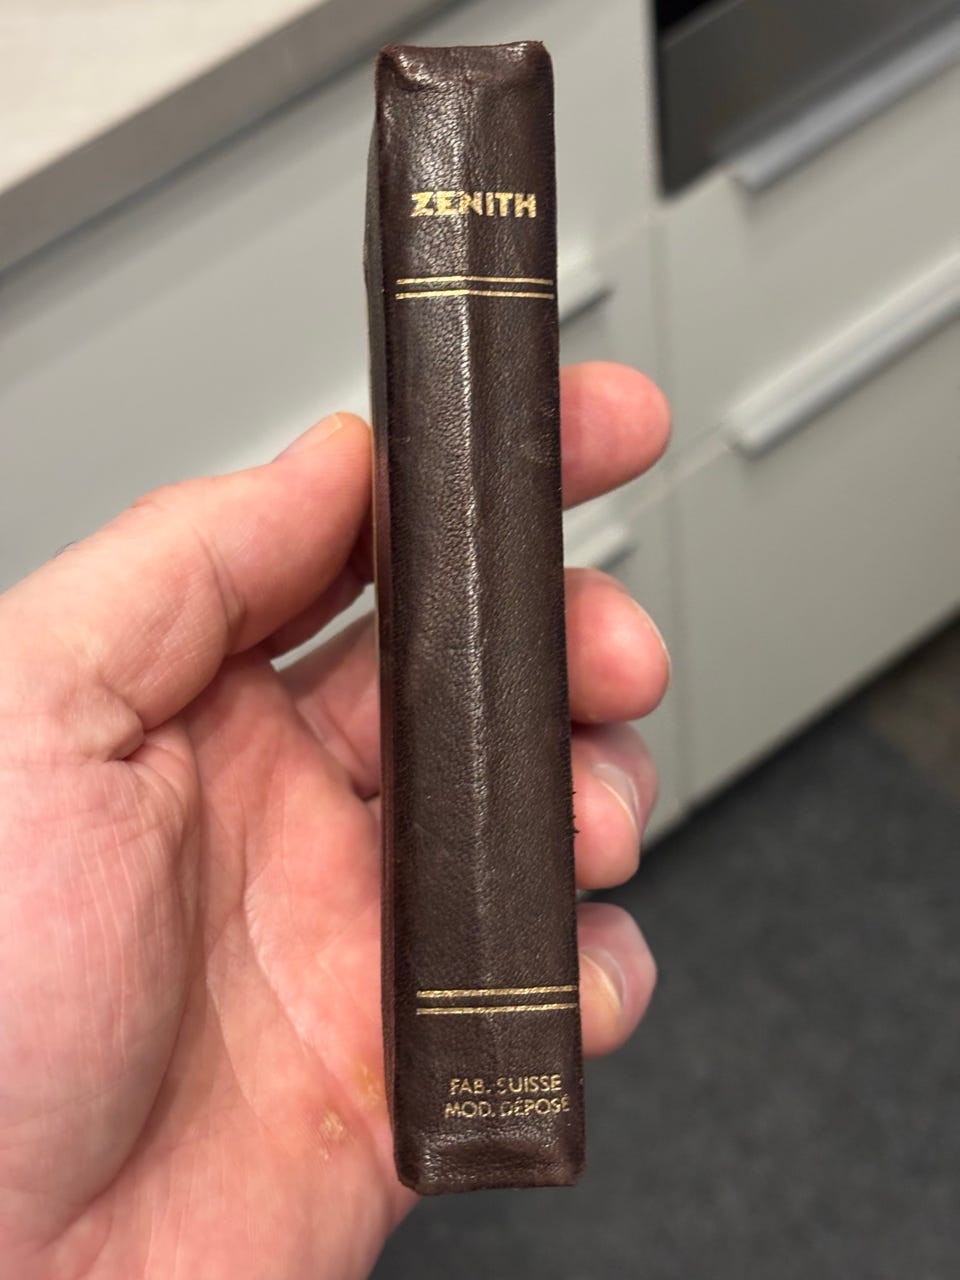 ZENITH
FAB. SUISSE
MOD. DÉPOSÉ